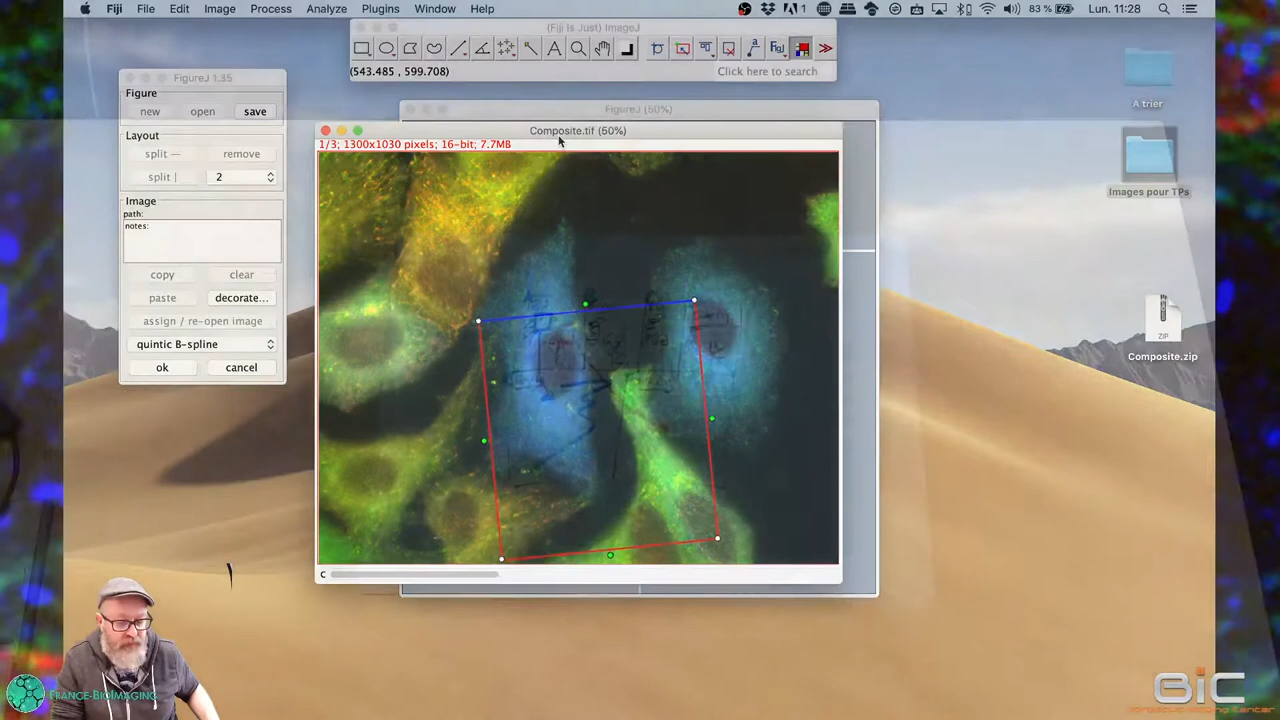 Fiji File Edit Image Process Analyze Plugins Window Help
1 83 % Lun. 11:28
(Fiji Is Just) ImageJ
(543.485 , 599.708) Click here to search
FigureJ 1.35
Figure
new open save
Layout
split — remove
split | 2
Image
path:
notes:
copy clear
paste decorate...
assign / re-open image
quintic B-spline
ok cancel
FigureJ (50%)
Composite.tif (50%)
1/3; 1300x1030 pixels; 16-bit; 7.7MB
C
A trier
Images pour TPs
ZIP
Composite.zip
FRANCE-BIOIMAGING
BIC